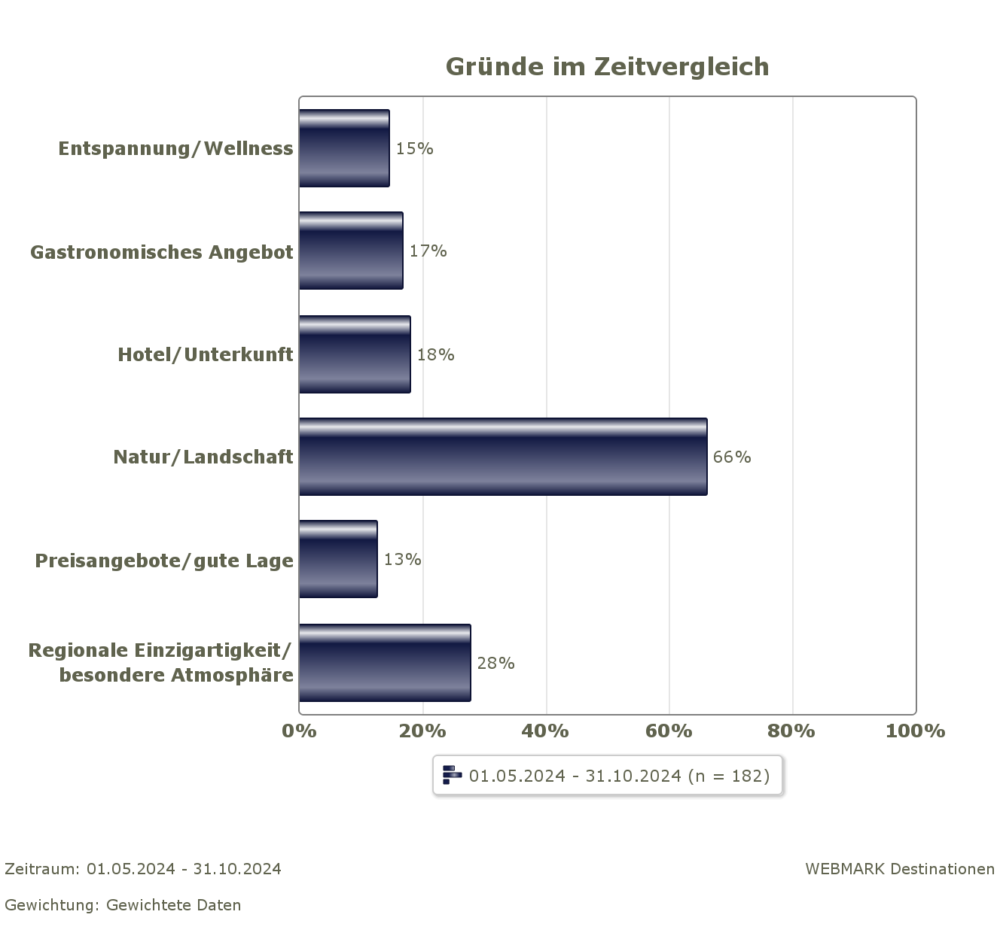 Gründe im Zeitvergleich
Entspannung/Wellness
15%
Gastronomisches Angebot
17%
Hotel/Unterkunft
18%
Natur/Landschaft
66%
Preisangebote/gute Lage
13%
Regionale Einzigartigkeit/
besondere Atmosphäre
28%
0% 20% 40% 60% 80% 100%
01.05.2024 - 31.10.2024 (n = 182)
Zeitraum: 01.05.2024 - 31.10.2024
WEBMARK Destinationen
Gewichtung: Gewichtete Daten